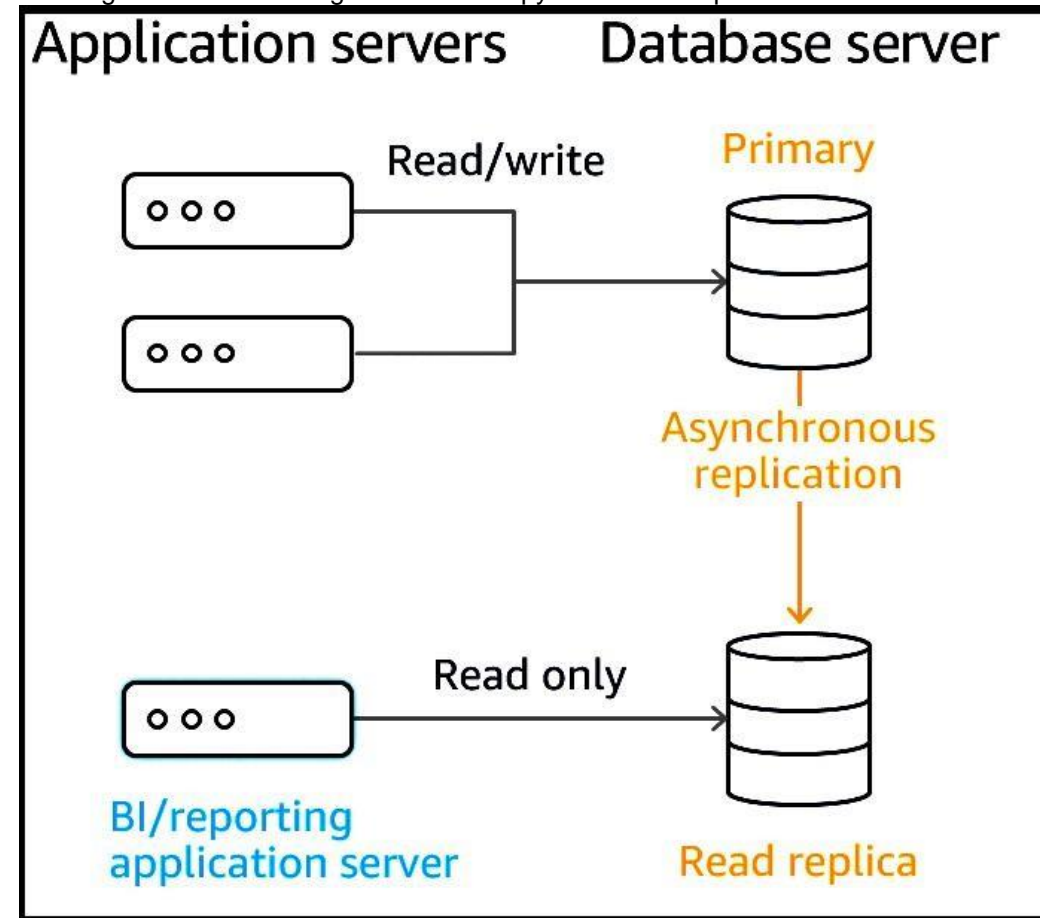 Application servers Database server
Read/write
Primary
Asynchronous
replication
Read only
BI/reporting
application server
Read replica